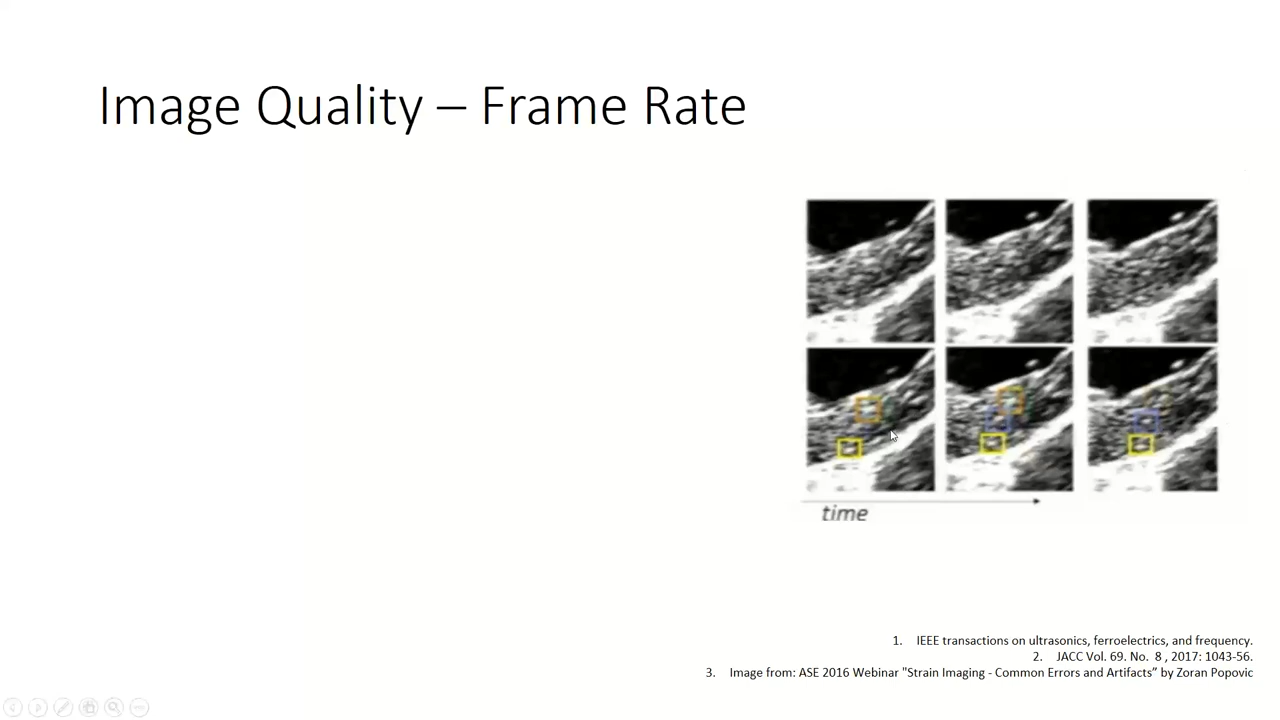 Image Quality – Frame Rate
time
1. IEEE transactions on ultrasonics, ferroelectrics, and frequency.
2. JACC Vol. 69. No. 8 , 2017: 1043-56.
3. Image from: ASE 2016 Webinar "Strain Imaging - Common Errors and Artifacts” by Zoran Popovic